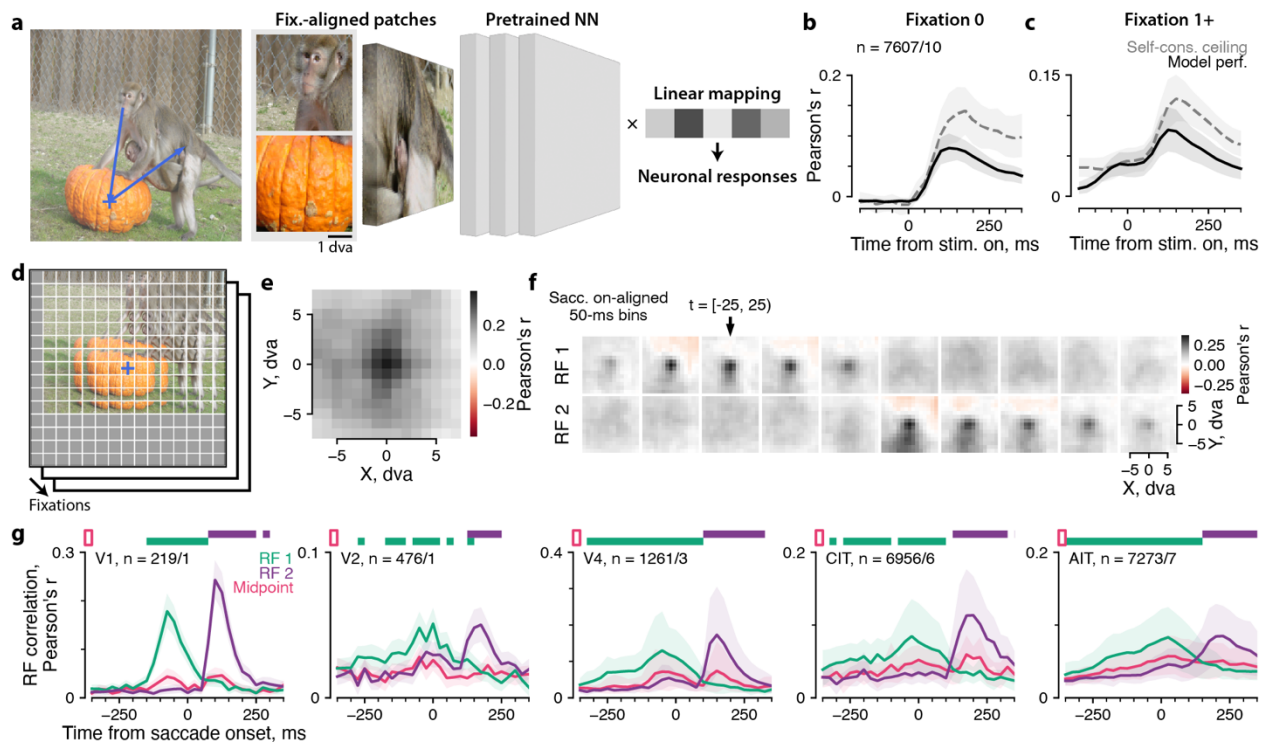 a
Fix.-aligned patches
Pretrained NN
1 dva
×
Linear mapping
Neuronal responses
b
Fixation 0
n = 7607/10
0.2
0
Pearson's r
0
250
Time from stim. on, ms
c
Fixation 1+
Self-cons. ceiling
Model perf.
0.15
0
0
250
Time from stim. on, ms
d
Fixations
e
5
0
−5
Y, dva
−5
0
5
X, dva
0.2
0.0
−0.2
Pearson's r
f
Sacc. on-aligned
50-ms bins
t = [-25, 25)
RF 1
RF 2
0.25
0.00
−0.25
Pearson's r
5
0
−5
Y, dva
−5 0 5
X, dva
g
RF correlation,
Pearson's r
0.3
0
V1, n = 219/1
RF 1
RF 2
Midpoint
−250
0
250
Time from saccade onset, ms
0.1
0
V2, n = 476/1
−250
0
250
0.4
0
V4, n = 1261/3
−250
0
250
0.2
0
CIT, n = 6956/6
−250
0
250
0.2
0
AIT, n = 7273/7
−250
0
250